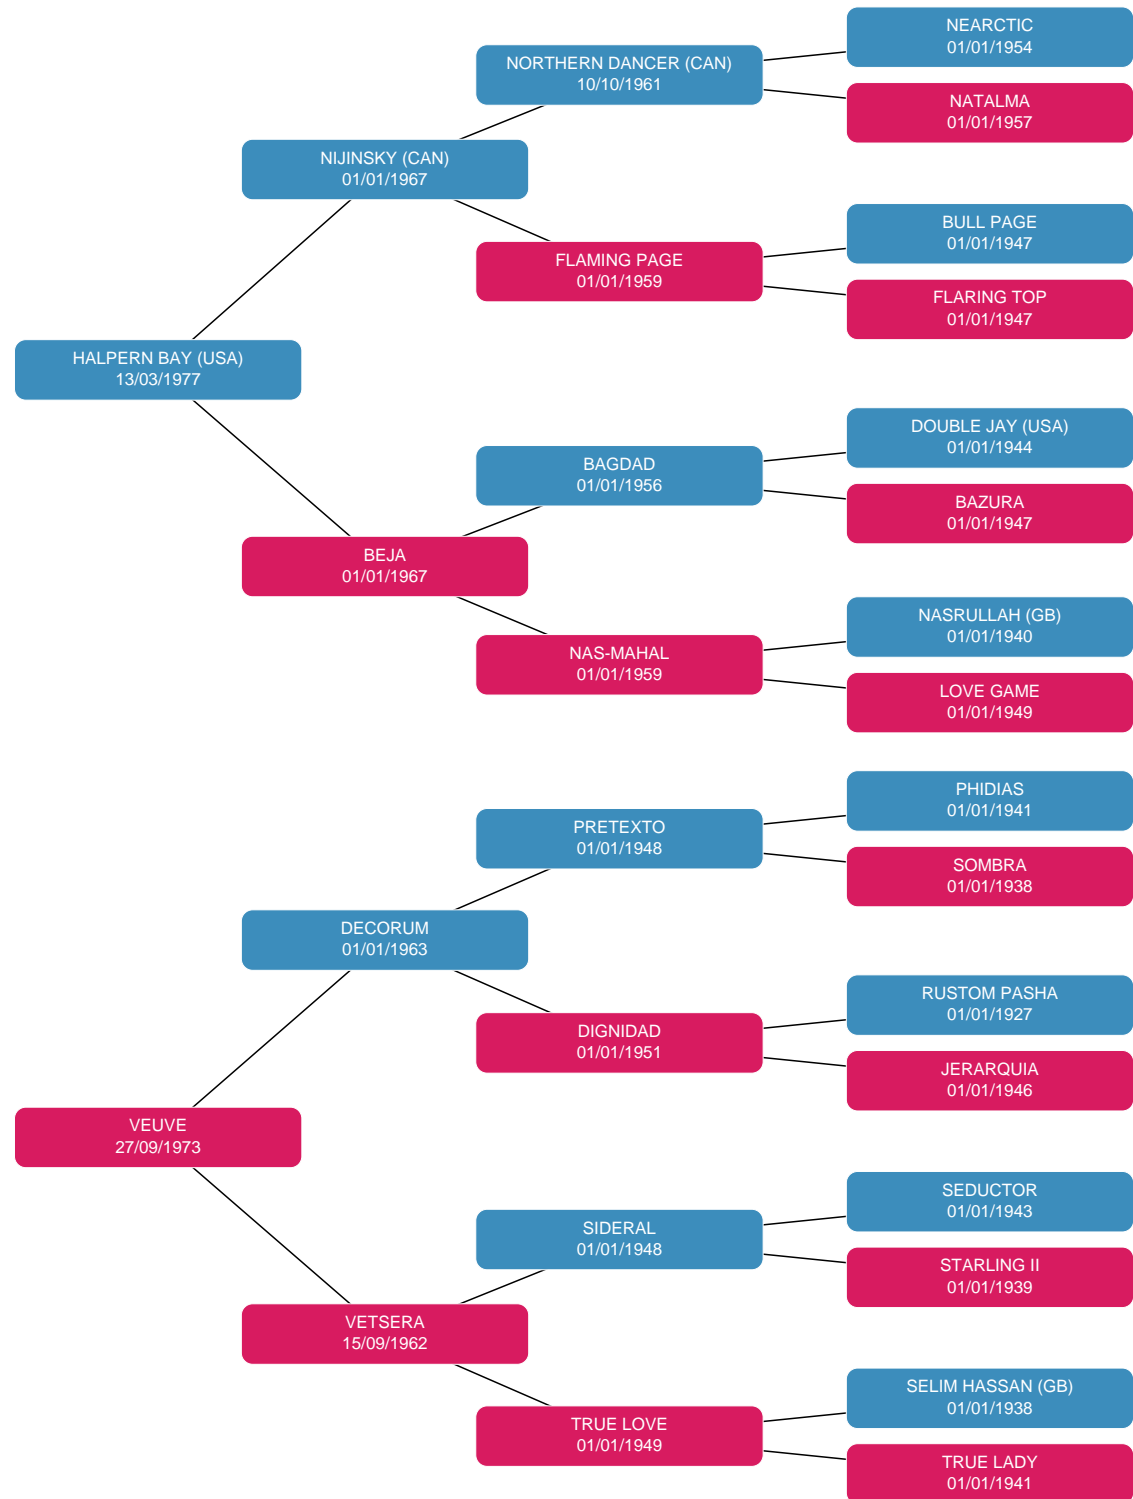 NEARCTIC
01/01/1954
NORTHERN DANCER (CAN)
10/10/1961
NATALMA
01/01/1957
NIJINSKY (CAN)
01/01/1967
BULL PAGE
01/01/1947
FLAMING PAGE
01/01/1959
FLARING TOP
01/01/1947
HALPERN BAY (USA)
13/03/1977
DOUBLE JAY (USA)
01/01/1944
BAGDAD
01/01/1956
BAZURA
01/01/1947
BEJA
01/01/1967
NASRULLAH (GB)
01/01/1940
NAS-MAHAL
01/01/1959
LOVE GAME
01/01/1949
PHIDIAS
01/01/1941
PRETEXTO
01/01/1948
SOMBRA
01/01/1938
DECORUM
01/01/1963
RUSTOM PASHA
01/01/1927
DIGNIDAD
01/01/1951
JERARQUIA
01/01/1946
VEUVE
27/09/1973
SEDUCTOR
01/01/1943
SIDERAL
01/01/1948
STARLING II
01/01/1939
VETSERA
15/09/1962
SELIM HASSAN (GB)
01/01/1938
TRUE LOVE
01/01/1949
TRUE LADY
01/01/1941